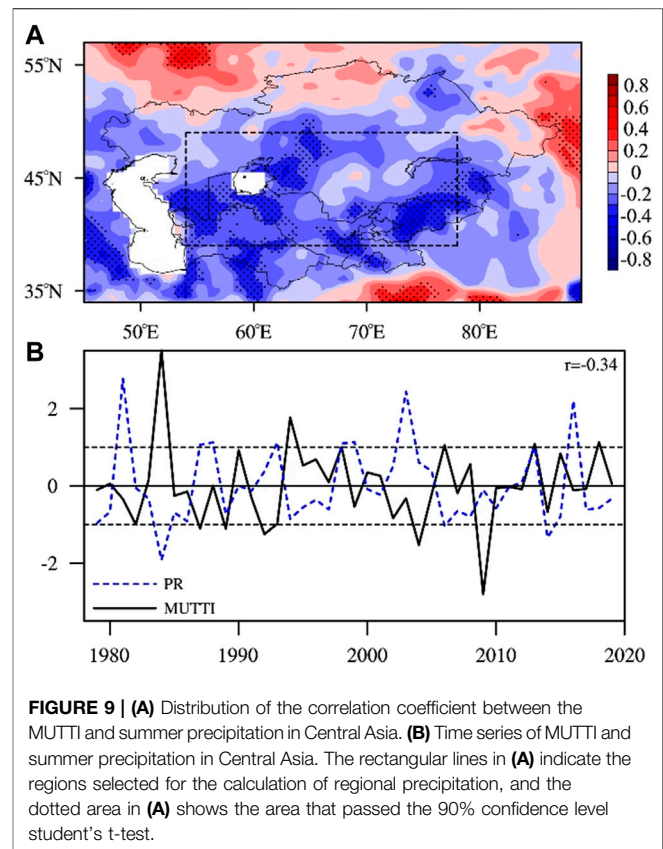 A
55°N
45°N
35°N
50°E 60°E 70°E 80°E
0.8
0.6
0.4
0.2
0
-0.2
-0.4
-0.6
-0.8
B
r=-0.34
2
0
-2
PR
MUTTI
1980 1990 2000 2010 2020
FIGURE 9 | (A) Distribution of the correlation coefficient between the
MUTTI and summer precipitation in Central Asia. (B) Time series of MUTTI and
summer precipitation in Central Asia. The rectangular lines in (A) indicate the
regions selected for the calculation of regional precipitation, and the
dotted area in (A) shows the area that passed the 90% confidence level
student's t-test.